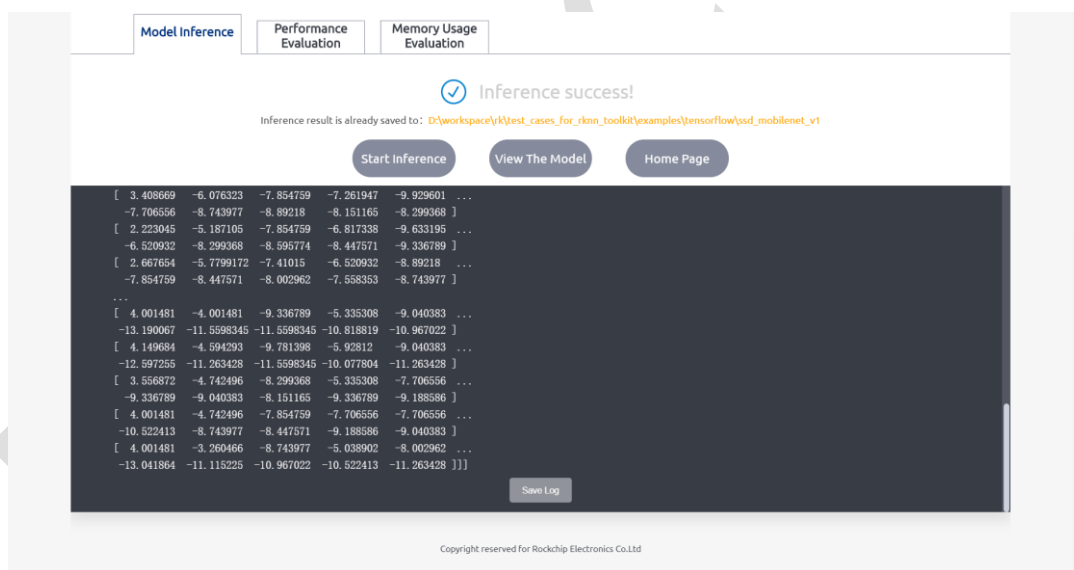 Model Inference
Performance
Evaluation
Memory Usage
Evaluation
Inference success!
Inference result is already saved to: D:\workspace\rk\test_cases_for_rknn_toolkit\examples\tensorflow\ssd_mobilenet_v1
Start Inference
View The Model
Home Page
[ 3.408669 -6.076323 -7.854759 -7.261947 -9.929601 ...
-7.706556 -8.743977 -8.89218 -8.151165 -8.299368 ]
[ 2.223045 -5.187105 -7.854759 -6.817338 -9.633195 ...
-6.520932 -8.299368 -8.595774 -8.447571 -9.336789 ]
[ 2.667654 -5.7799172 -7.41015 -6.520932 -8.89218 ...
-7.854759 -8.447571 -8.002962 -7.558353 -8.743977 ]
...
[ 4.001481 -4.001481 -9.336789 -5.335308 -9.040383 ...
-13.190067 -11.5598345 -11.5598345 -10.818819 -10.967022 ]
[ 4.149684 -4.594293 -9.781398 -5.92812 -9.040383 ...
-12.597255 -11.263428 -11.5598345 -10.077804 -11.263428 ]
[ 3.556872 -4.742496 -8.299368 -5.335308 -7.706556 ...
-9.336789 -9.040383 -8.151165 -9.336789 -9.188586 ]
[ 4.001481 -4.742496 -7.854759 -7.706556 -7.706556 ...
-10.522413 -8.743977 -8.447571 -9.188586 -9.040383 ]
[ 4.001481 -3.260466 -8.743977 -5.038902 -8.002962 ...
-13.041864 -11.115225 -10.967022 -10.522413 -11.263428 ]]]
Save Log
Copyright reserved for Rockchip Electronics Co.Ltd